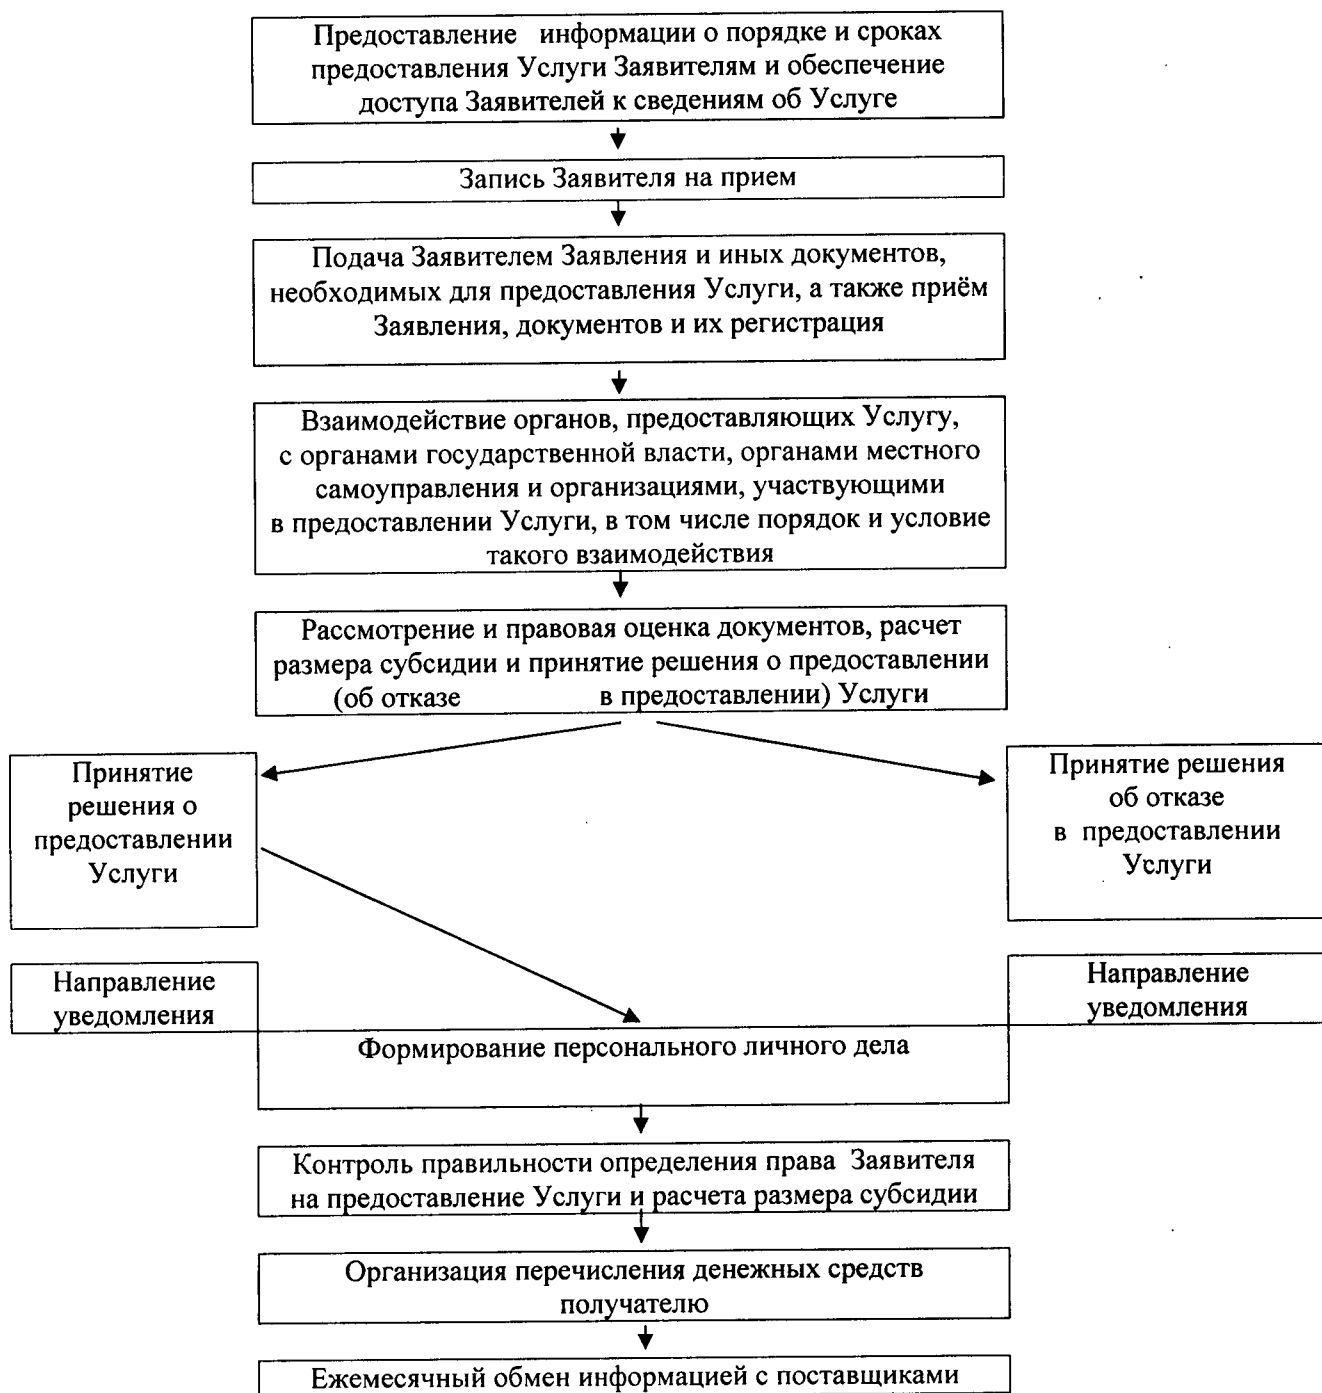 Предоставление информации о порядке и сроках
предоставления Услуги Заявителям и обеспечение
доступа Заявителей к сведениям об Услуге
Запись Заявителя на прием
Подача Заявителем Заявления и иных документов,
необходимых для предоставления Услуги, а также приём
Заявления, документов и их регистрация
Взаимодействие органов, предоставляющих Услугу,
с органами государственной власти, органами местного
самоуправления и организациями, участвующими
в предоставлении Услуги, в том числе порядок и условие
такого взаимодействия
Рассмотрение и правовая оценка документов, расчет
размера субсидии и принятие решения о предоставлении
(об отказе в предоставлении) Услуги
Принятие
решения о
предоставлении
Услуги
Принятие решения
об отказе
в предоставлении
Услуги
Направление
уведомления
Направление
уведомления
Формирование персонального личного дела
Контроль правильности определения права Заявителя
на предоставление Услуги и расчета размера субсидии
Организация перечисления денежных средств
получателю
Ежемесячный обмен информацией с поставщиками